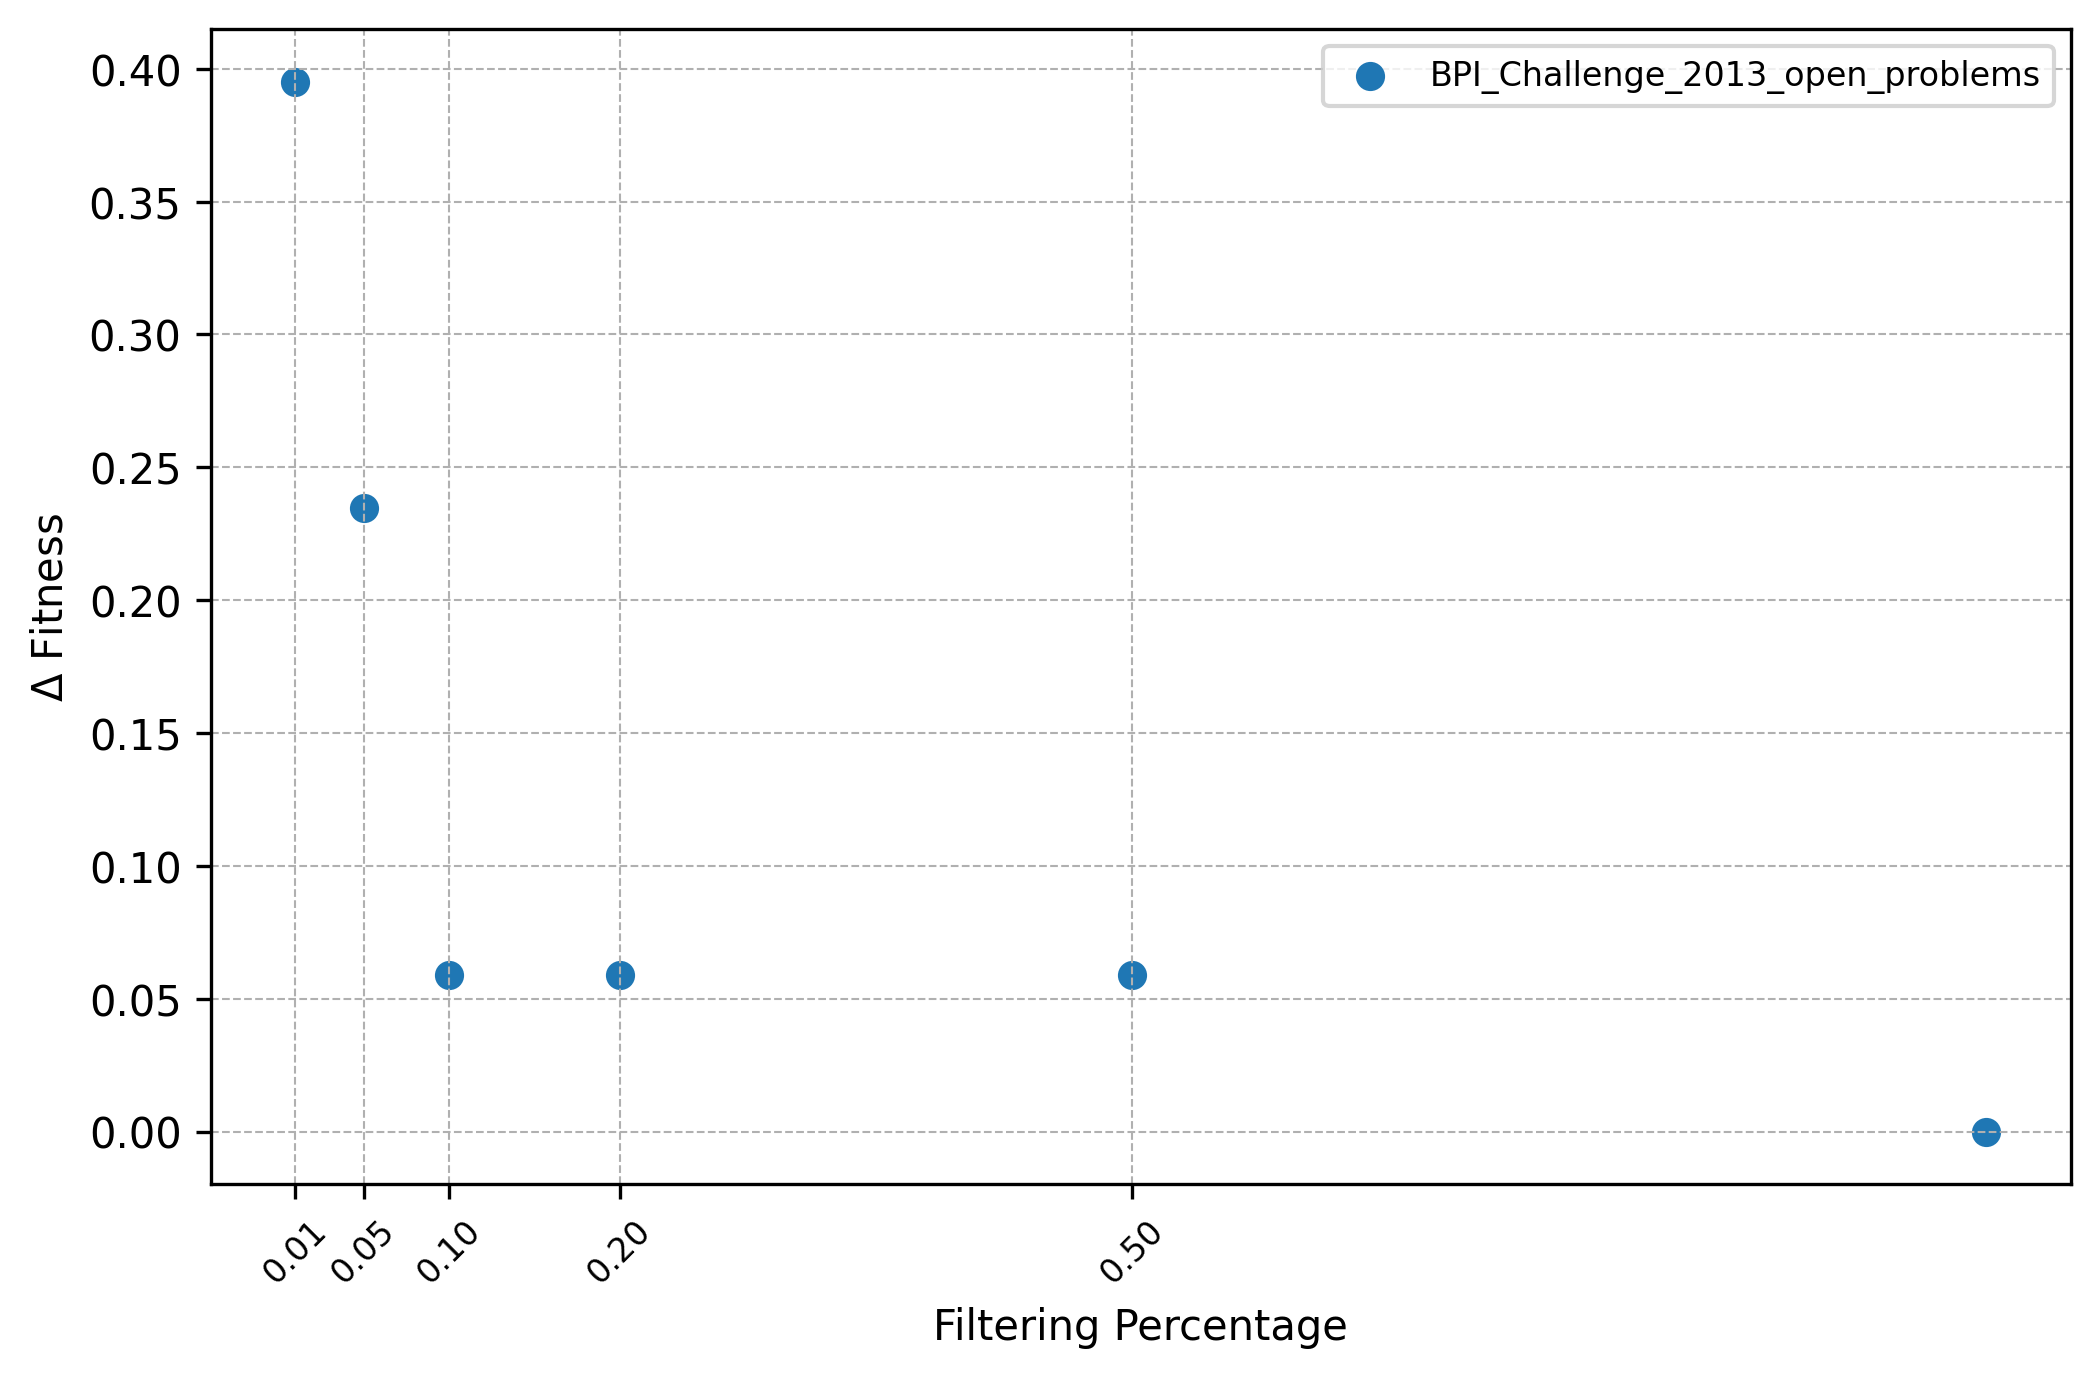 BPI_Challenge_2013_open_problems
0.40
0.35
0.30
0.25
0.20
0.15
0.10
0.05
0.00
Δ Fitness
0.01 0.05 0.10 0.20 0.50
Filtering Percentage